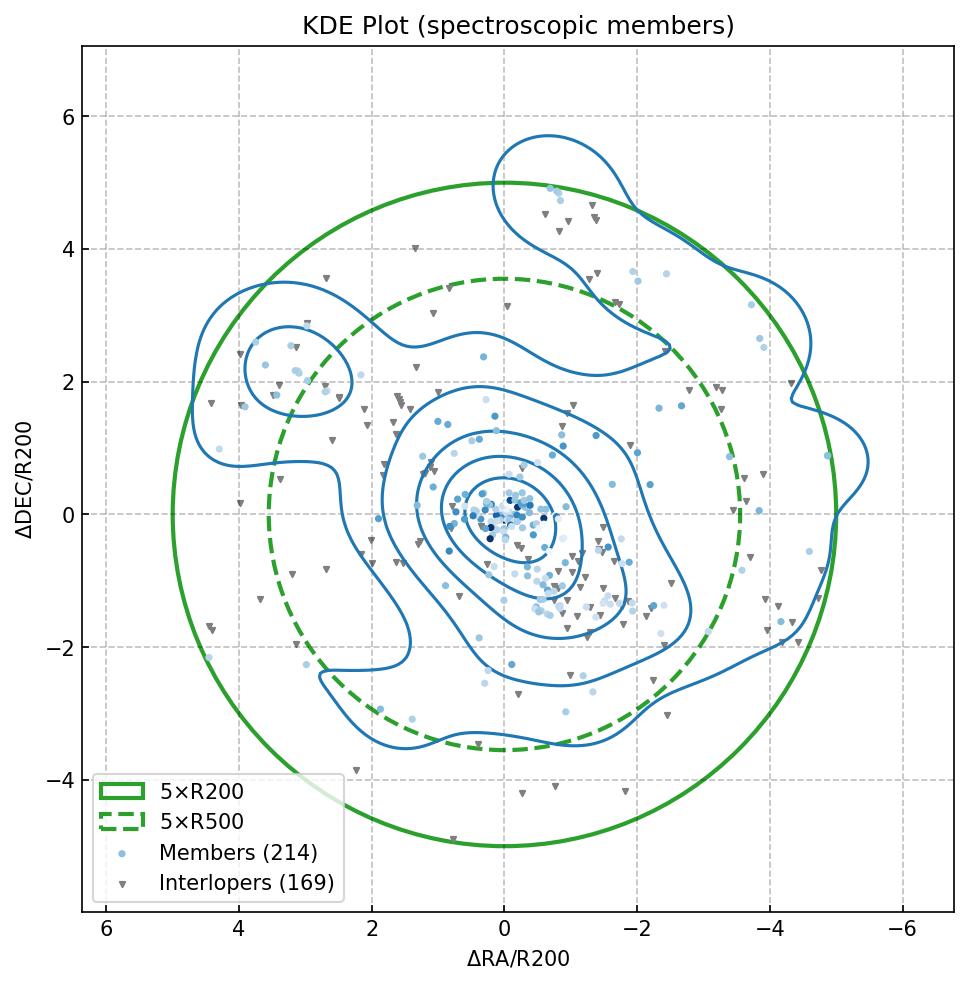 KDE Plot (spectroscopic members)
6
4
2
0
−2
−4
ΔDEC/R200
5×R200
5×R500
Members (214)
Interlopers (169)
6
4
2
0
−2
−4
−6
ΔRA/R200